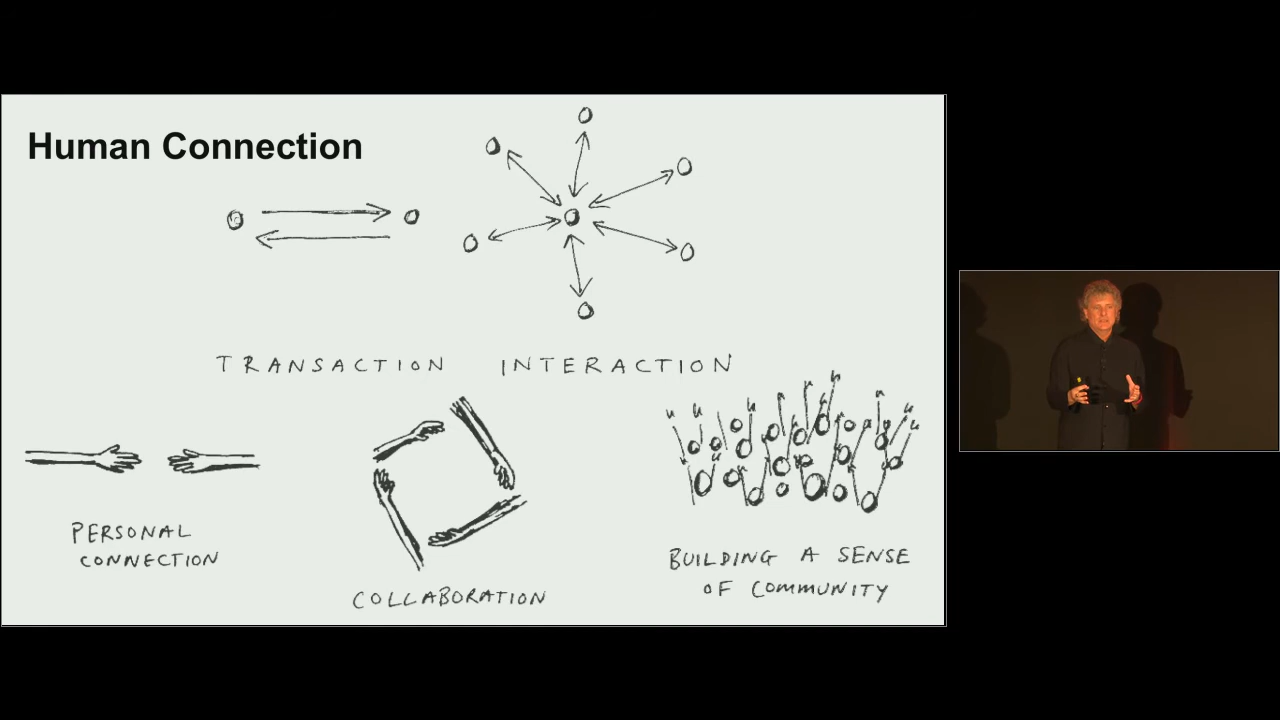 Human Connection
TRANSACTION
INTERACTION
PERSONAL
CONNECTION
COLLABORATION
BUILDING A SENSE
OF COMMUNITY